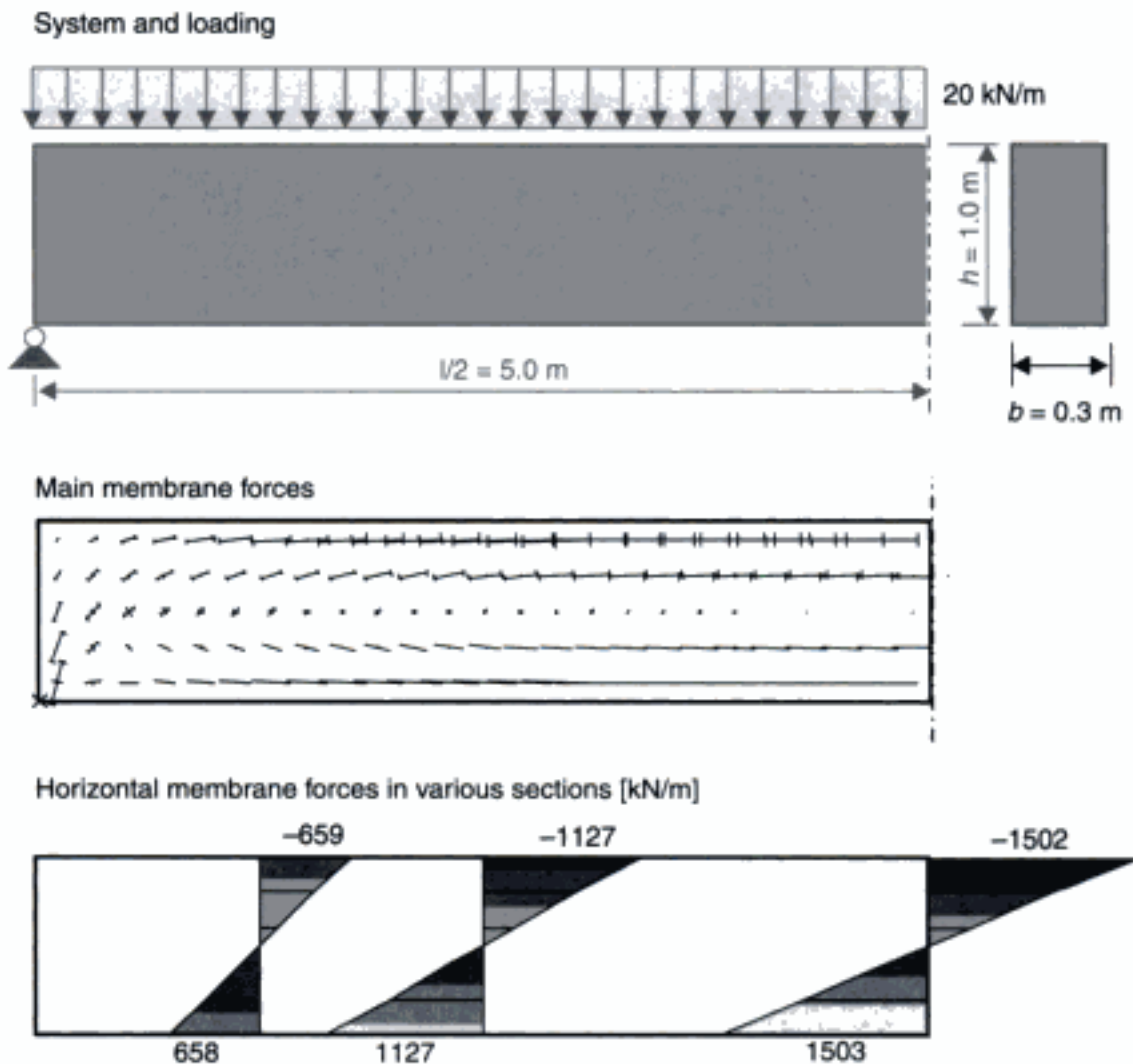 System and loading
20 kN/m
h = 1.0 m
l/2 = 5.0 m
b = 0.3 m
Main membrane forces
Horizontal membrane forces in various sections [kN/m]
–659
–1127
–1502
658
1127
1503